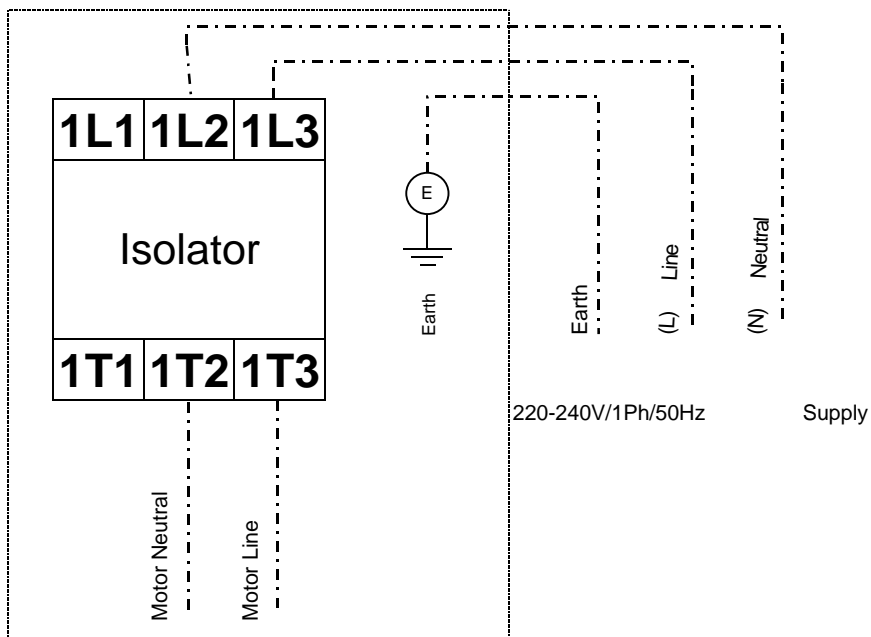 1L1 1L2 1L3
Isolator
1T1 1T2 1T3
Motor Neutral
Motor Line
E
Earth
Earth
(L) Line
(N) Neutral
220-240V/1Ph/50Hz Supply